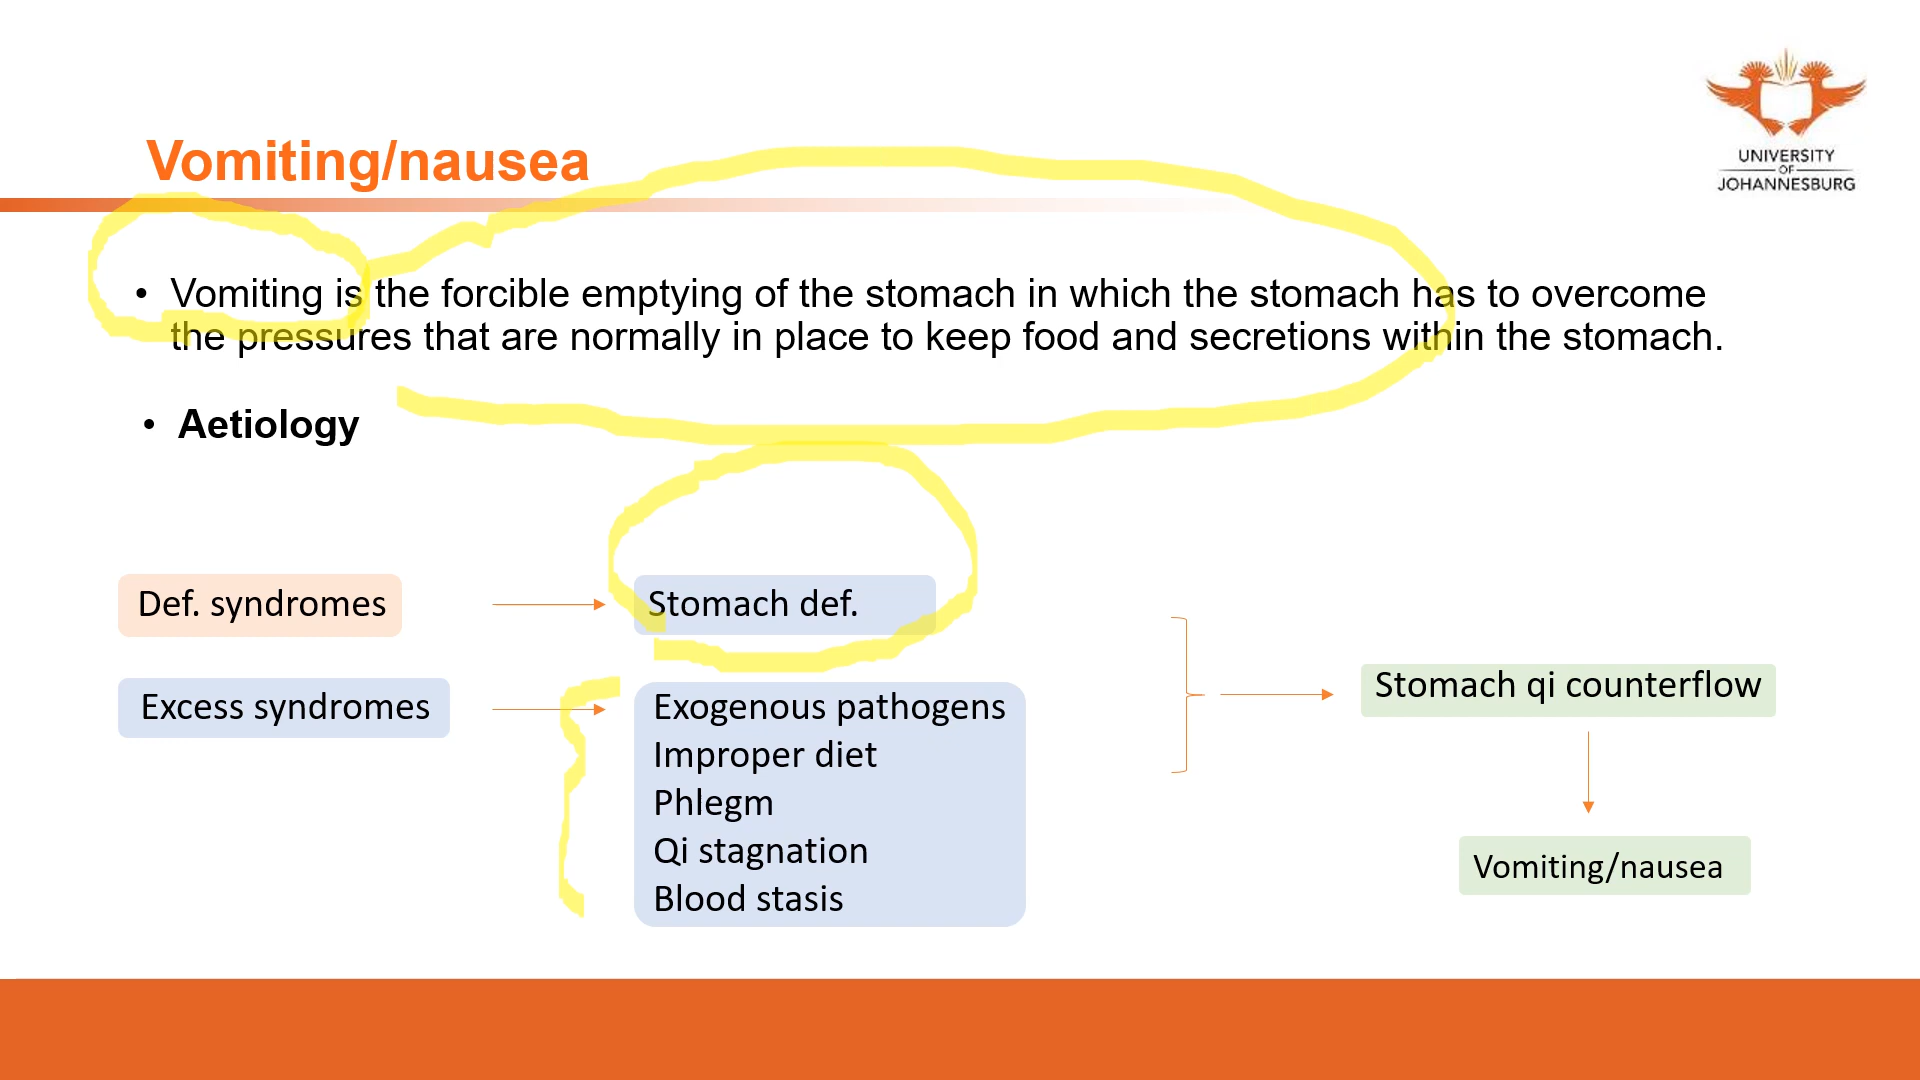 UNIVERSITY
OF
JOHANNESBURG
Vomiting/nausea
• Vomiting is the forcible emptying of the stomach in which the stomach has to overcome
the pressures that are normally in place to keep food and secretions within the stomach.
• Aetiology
Def. syndromes
Stomach def.
Excess syndromes
Exogenous pathogens
Improper diet
Phlegm
Qi stagnation
Blood stasis
Stomach qi counterflow
Vomiting/nausea